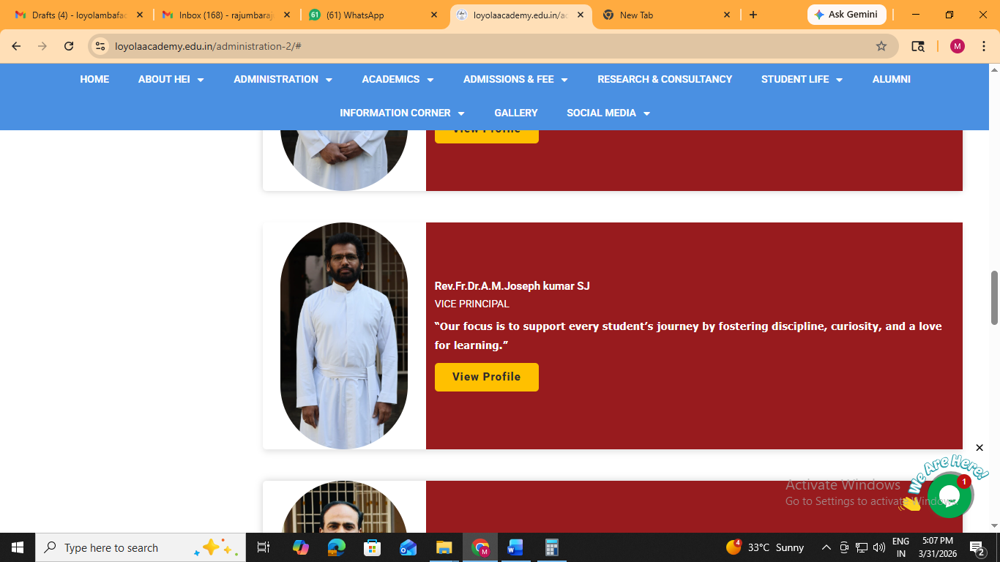 Drafts (4) - loyolambafac
Inbox (168) - rajumbaraj
61
(61) WhatsApp
loyolaacademy.edu.in/ac
New Tab
Ask Gemini
loyolaacademy.edu.in/administration-2/#
M
HOME
ABOUT HEI
ADMINISTRATION
ACADEMICS
ADMISSIONS & FEE
RESEARCH & CONSULTANCY
STUDENT LIFE
ALUMNI
INFORMATION CORNER
GALLERY
SOCIAL MEDIA
View Profile
Rev.Fr.Dr.A.M.Joseph kumar SJ
VICE PRINCIPAL
“Our focus is to support every student’s journey by fostering discipline, curiosity, and a love
for learning.”
View Profile
We Are Here!
1
Activate Windows
Go to Settings to activate Windows.
Type here to search
M
4
33°C Sunny
ENG
IN
5:07 PM
3/31/2026
2